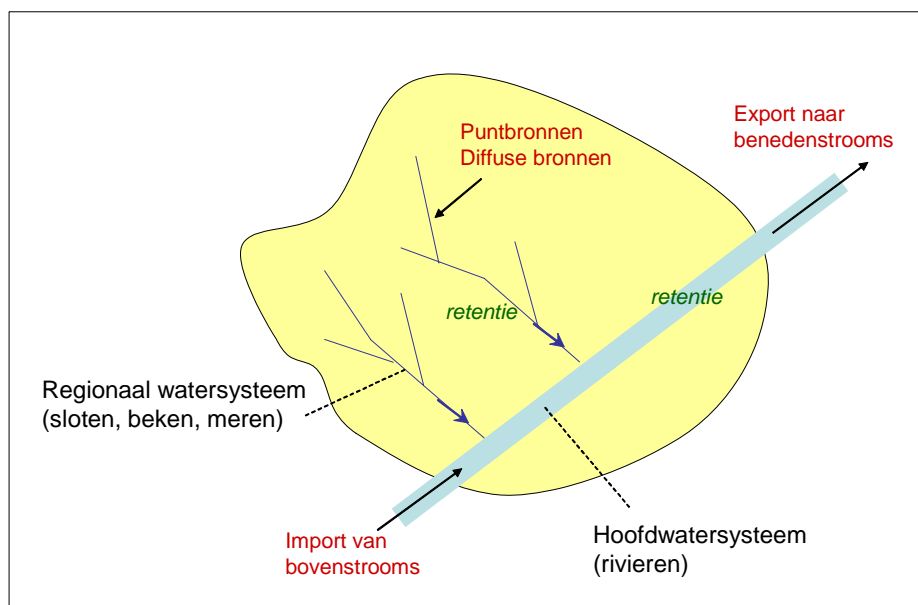 Export naar
benedenstrooms
Puntbronnen
Diffuse bronnen
retentie
retentie
Regionaal watersysteem
(sloten, beken, meren)
Import van
bovenstrooms
Hoofdwatersysteem
(rivieren)